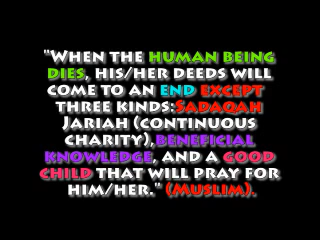 "When the human being
dies, his/her deeds will
come to an end except
three kinds:Sadaqah
Jariah (continuous
charity),beneficial
knowledge, and a good
child that will pray for
him/her." (Muslim).